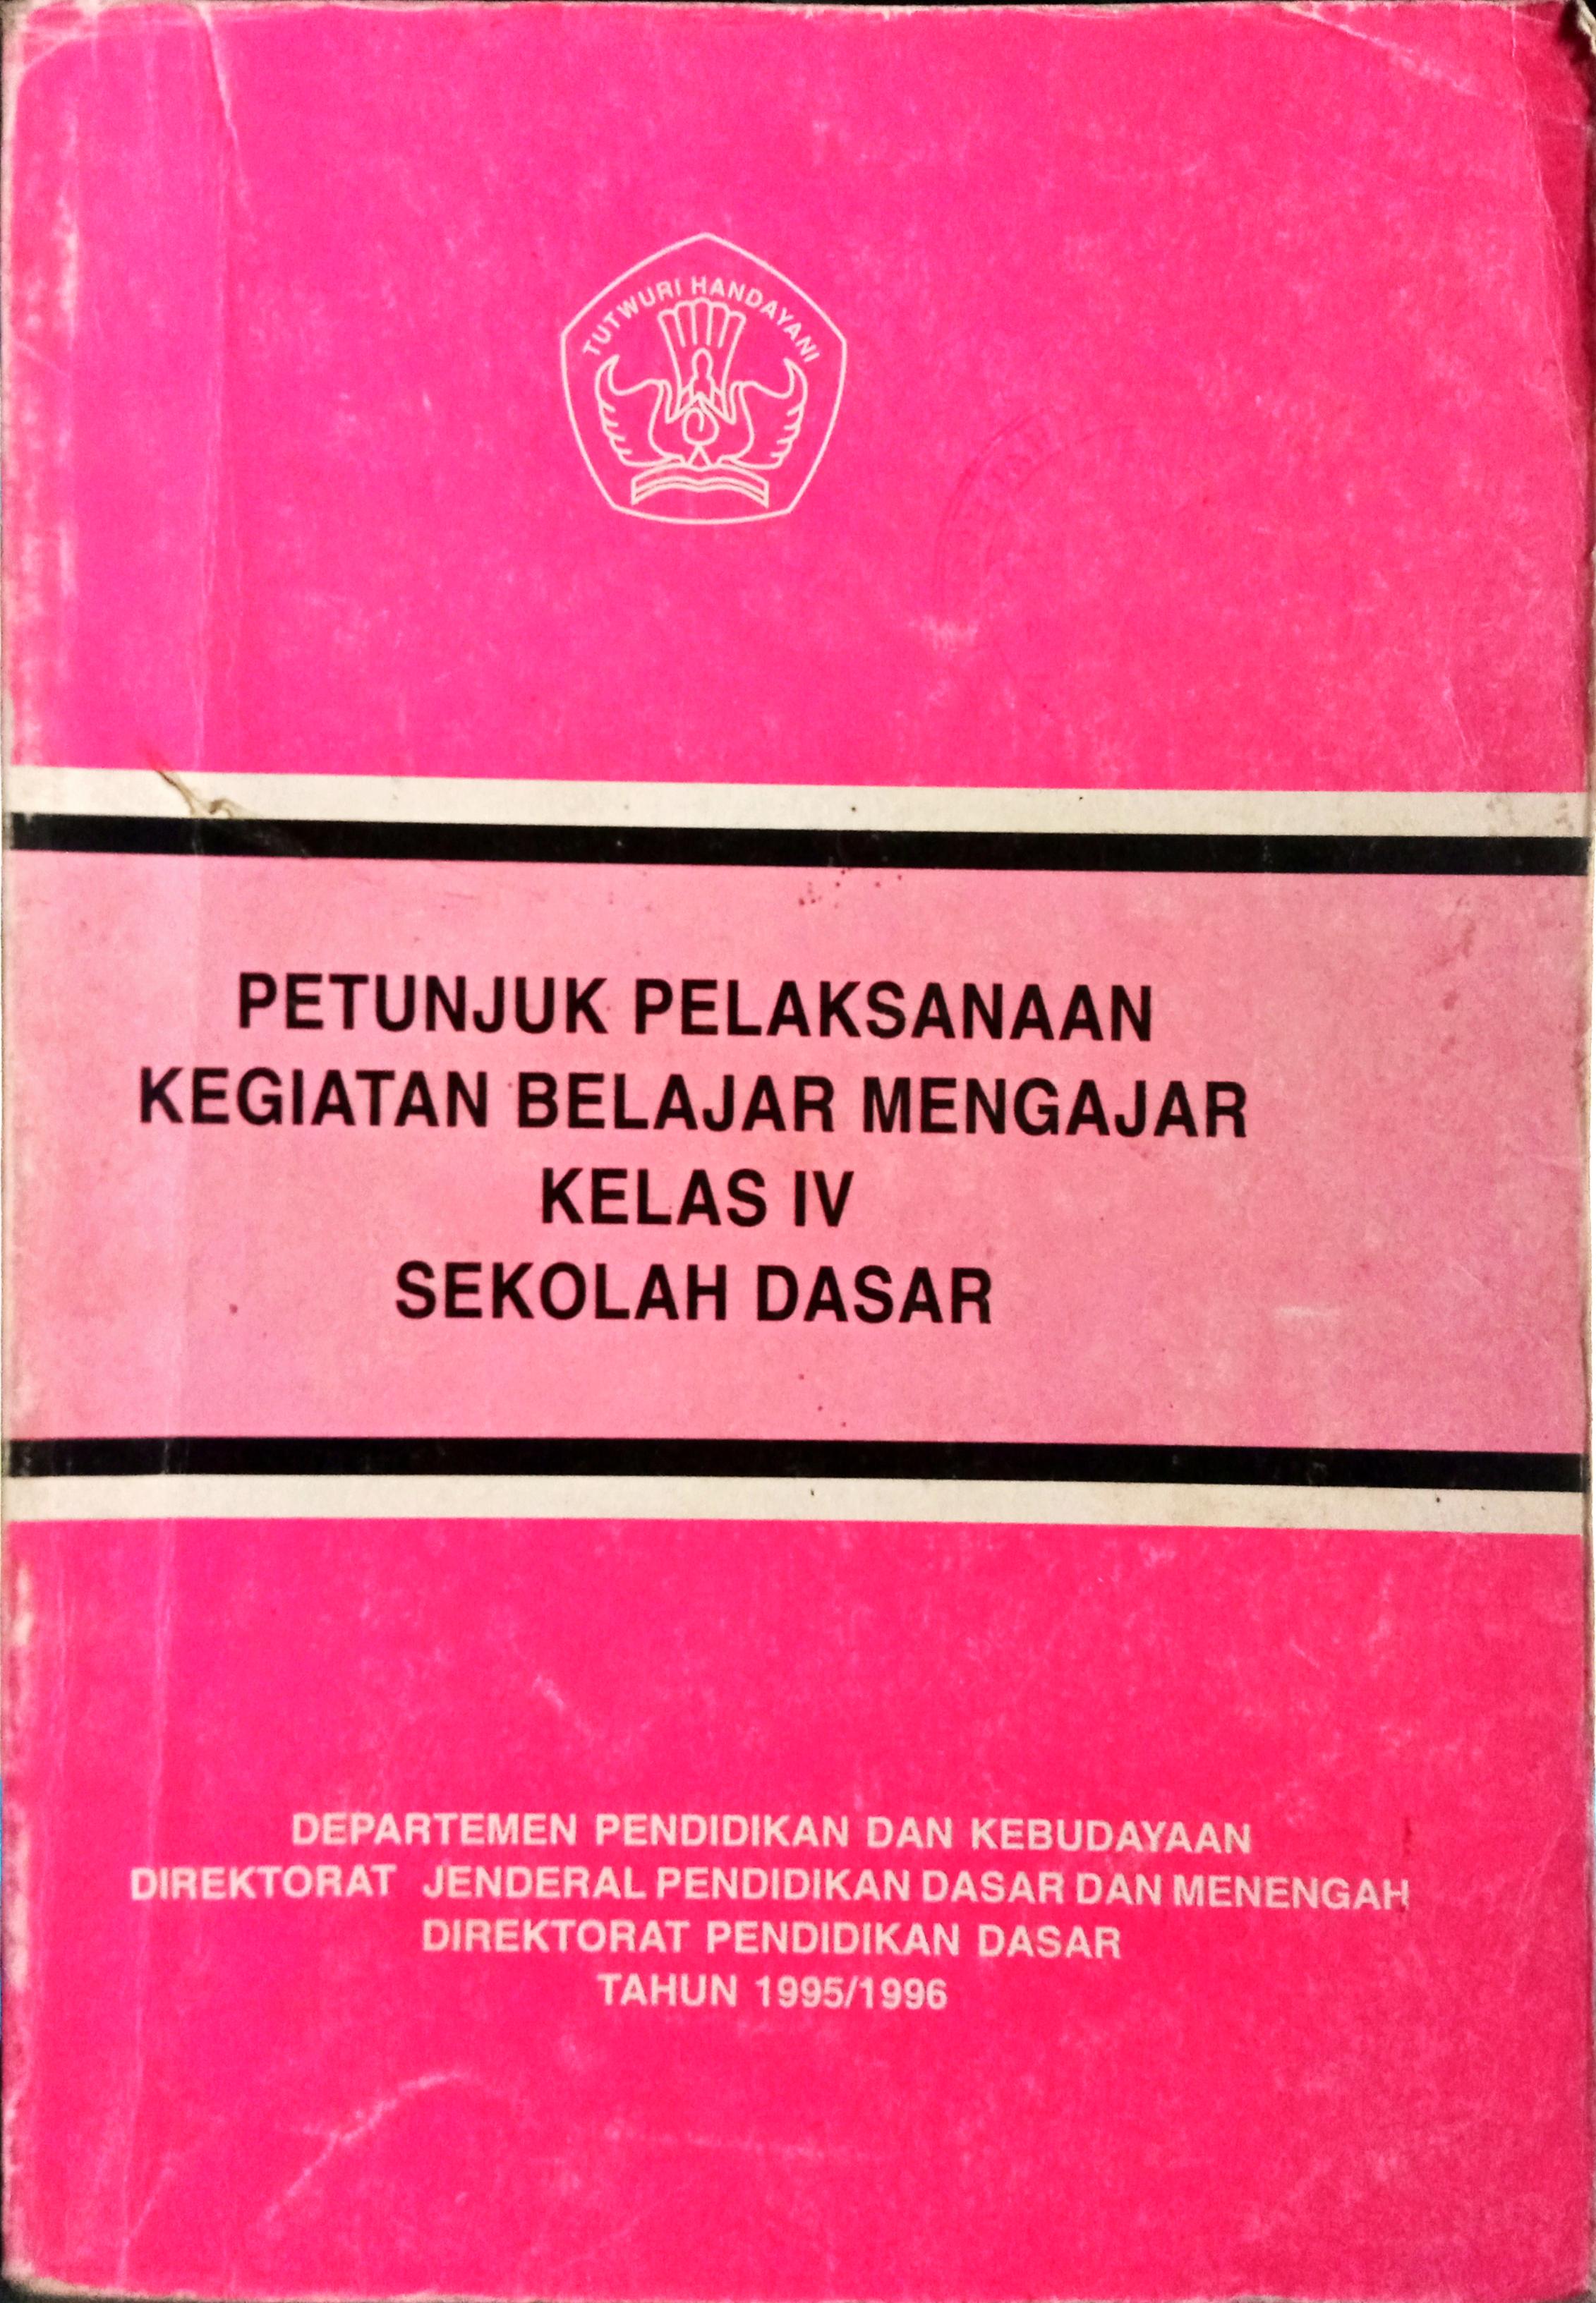 TUTWURI HANDAYANI
PETUNJUK PELAKSANAAN
KEGIATAN BELAJAR MENGAJAR
KELAS IV
SEKOLAH DASAR
DEPARTEMEN PENDIDIKAN DAN KEBUDAYAAN
DIREKTORAT JENDERAL PENDIDIKAN DASAR DAN MENENGAH
DIREKTORAT PENDIDIKAN DASAR
TAHUN 1995/1996